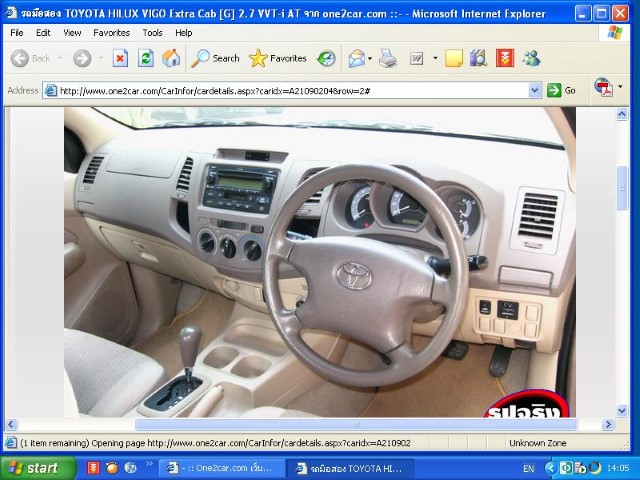 รถมือสอง TOYOTA HILUX VIGO Extra Cab [G] 2.7 VVT-i AT จาก one2car.com ::- - Microsoft Internet Explorer
File Edit View Favorites Tools Help
Back Search Favorites
Address http://www.one2car.com/CarInfor/cardetails.aspx?caridx=A21090204&row=2# Go
รูปจริง
(1 item remaining) Opening page http://www.one2car.com/CarInfor/cardetails.aspx?caridx=A210902 Unknown Zone
start - :: One2car.com เว็บ... รถมือสอง TOYOTA HI... EN 14:05